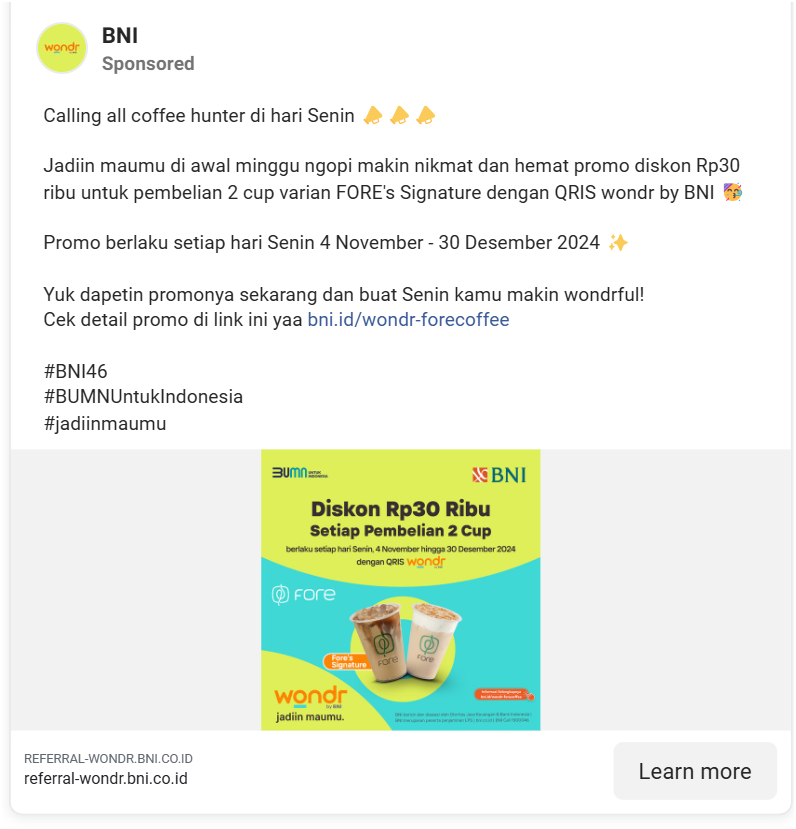 wondr
BNI
Sponsored
Calling all coffee hunter di hari Senin 📣 📣 📣
Jadiin maumu di awal minggu ngopi makin nikmat dan hemat promo diskon Rp30
ribu untuk pembelian 2 cup varian FORE's Signature dengan QRIS wondr by BNI 🥳
Promo berlaku setiap hari Senin 4 November - 30 Desember 2024 ✨
Yuk dapetin promonya sekarang dan buat Senin kamu makin wondrful!
Cek detail promo di link ini yaa bni.id/wondr-forecoffee
#BNI46
#BUMNUntukIndonesia
#jadiinmaumu
BUMN UNTUK INDONESIA
BNI
Diskon Rp30 Ribu
Setiap Pembelian 2 Cup
berlaku setiap hari Senin, 4 November hingga 30 Desember 2024
dengan QRIS wondr
FORE
FORE
FORE
Fore's
Signature
wondr
by BNI
jadiin maumu.
REFERRAL-WONDR.BNI.CO.ID
referral-wondr.bni.co.id
Learn more